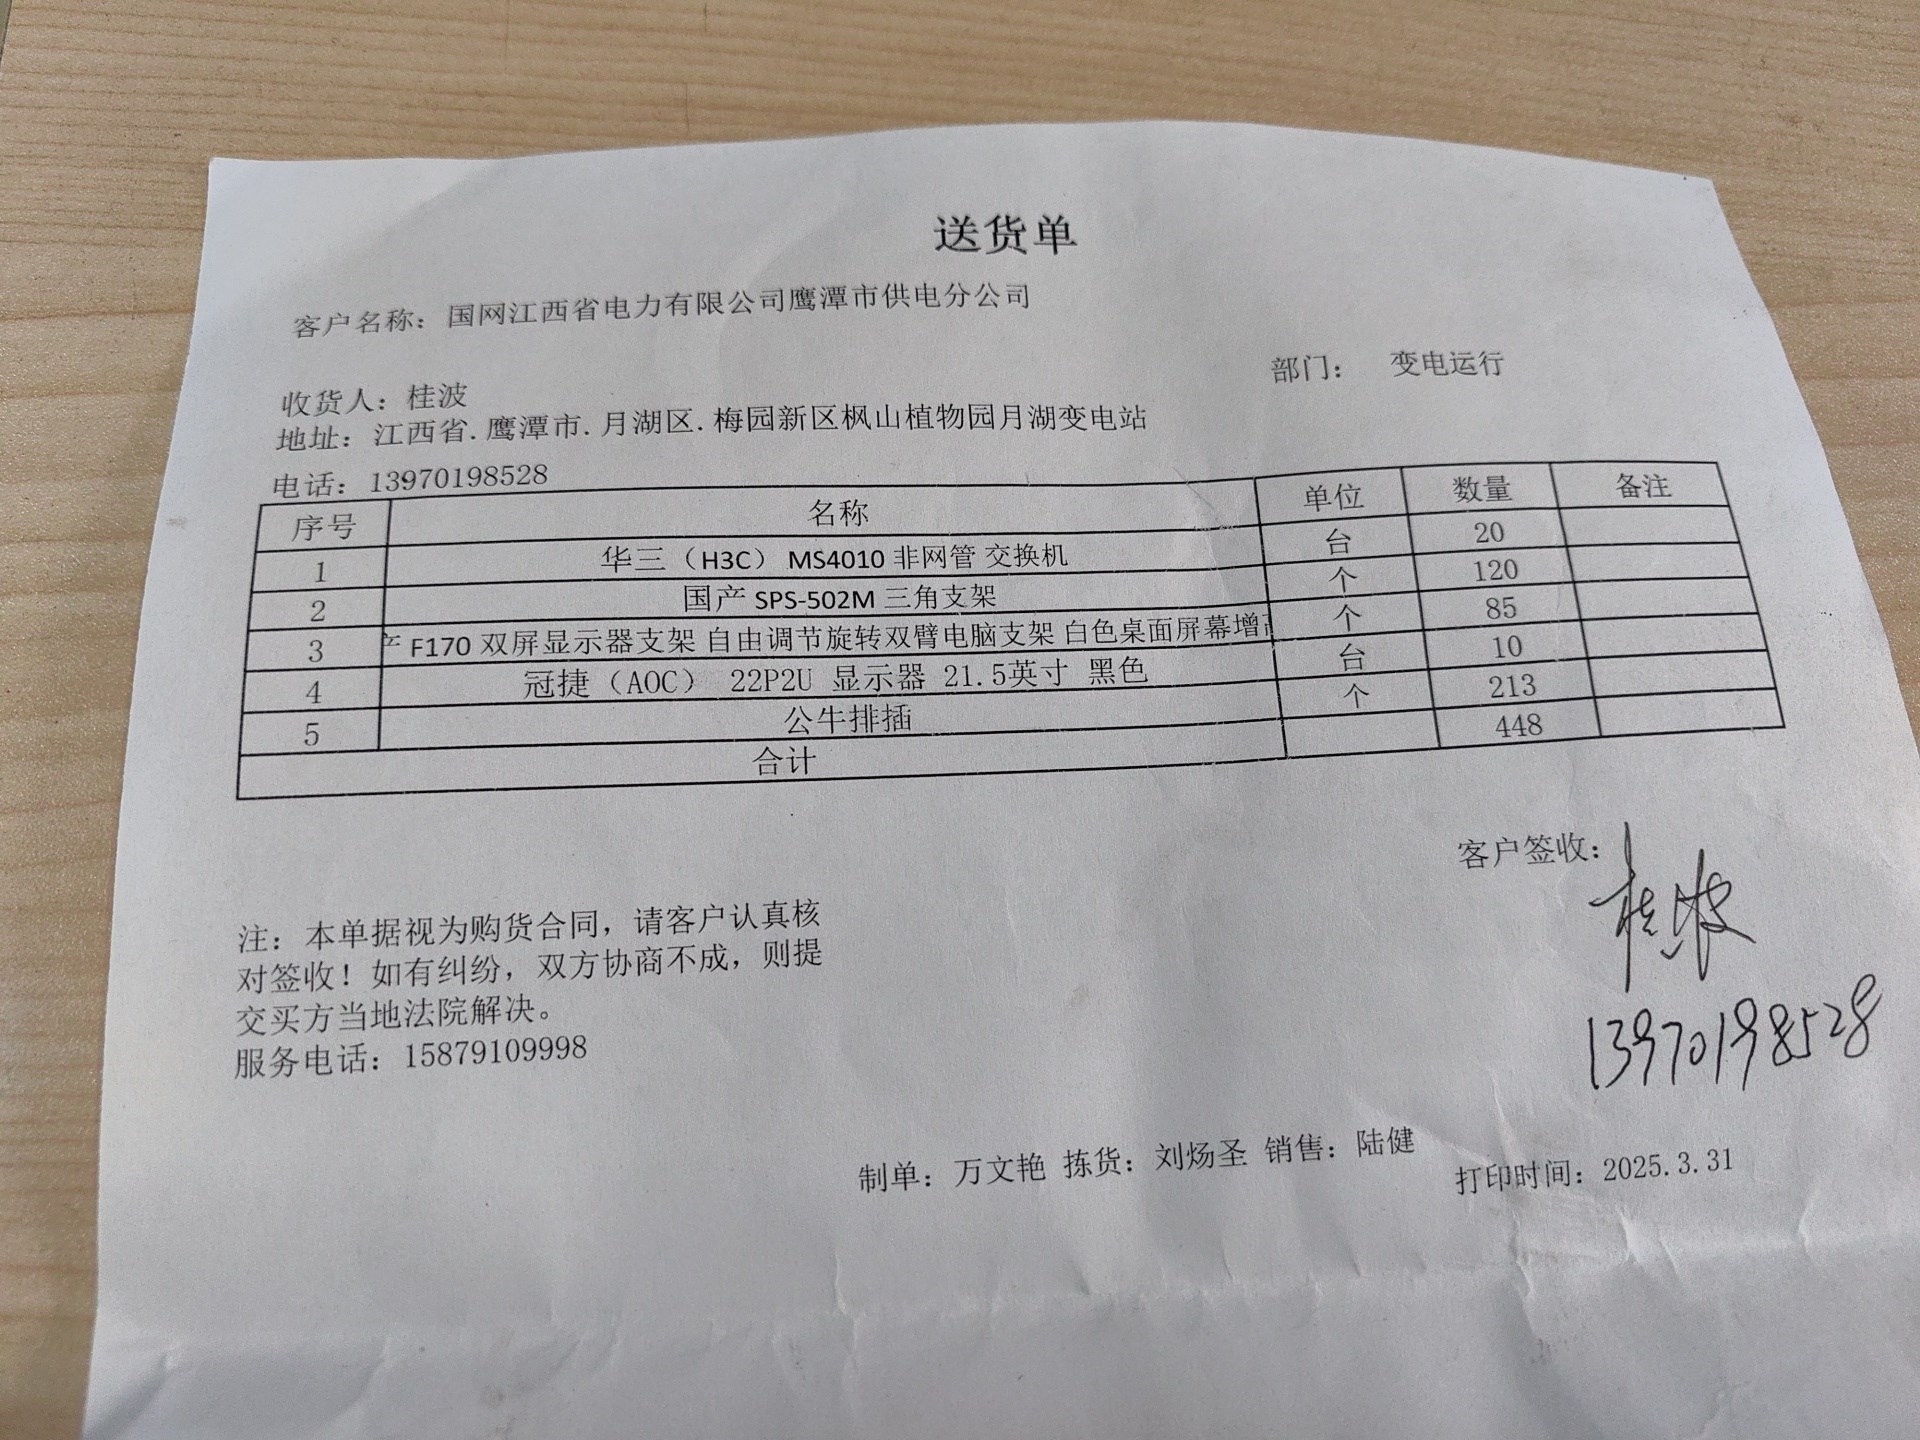 送货单
客户名称：国网江西省电力有限公司鹰潭市供电分公司
收货人：桂波 部门： 变电运行
地址：江西省.鹰潭市.月湖区.梅园新区枫山植物园月湖变电站
电话：13970198528
序号 名称 单位 数量 备注
1 华三（H3C） MS4010 非网管 交换机 台 20
2 国产 SPS-502M 三角支架 个 120
3 F170 双屏显示器支架 自由调节旋转双臂电脑支架 白色桌面屏幕增 个 85
4 冠捷（AOC） 22P2U 显示器 21.5英寸 黑色 台 10
5 公牛排插 个 213
合计 448
客户签收：桂波
13970198528
注：本单据视为购货合同，请客户认真核
对签收！如有纠纷，双方协商不成，则提
交买方当地法院解决。
服务电话：15879109998
制单：万文艳 拣货：刘炀圣 销售：陆健 打印时间：2025.3.31